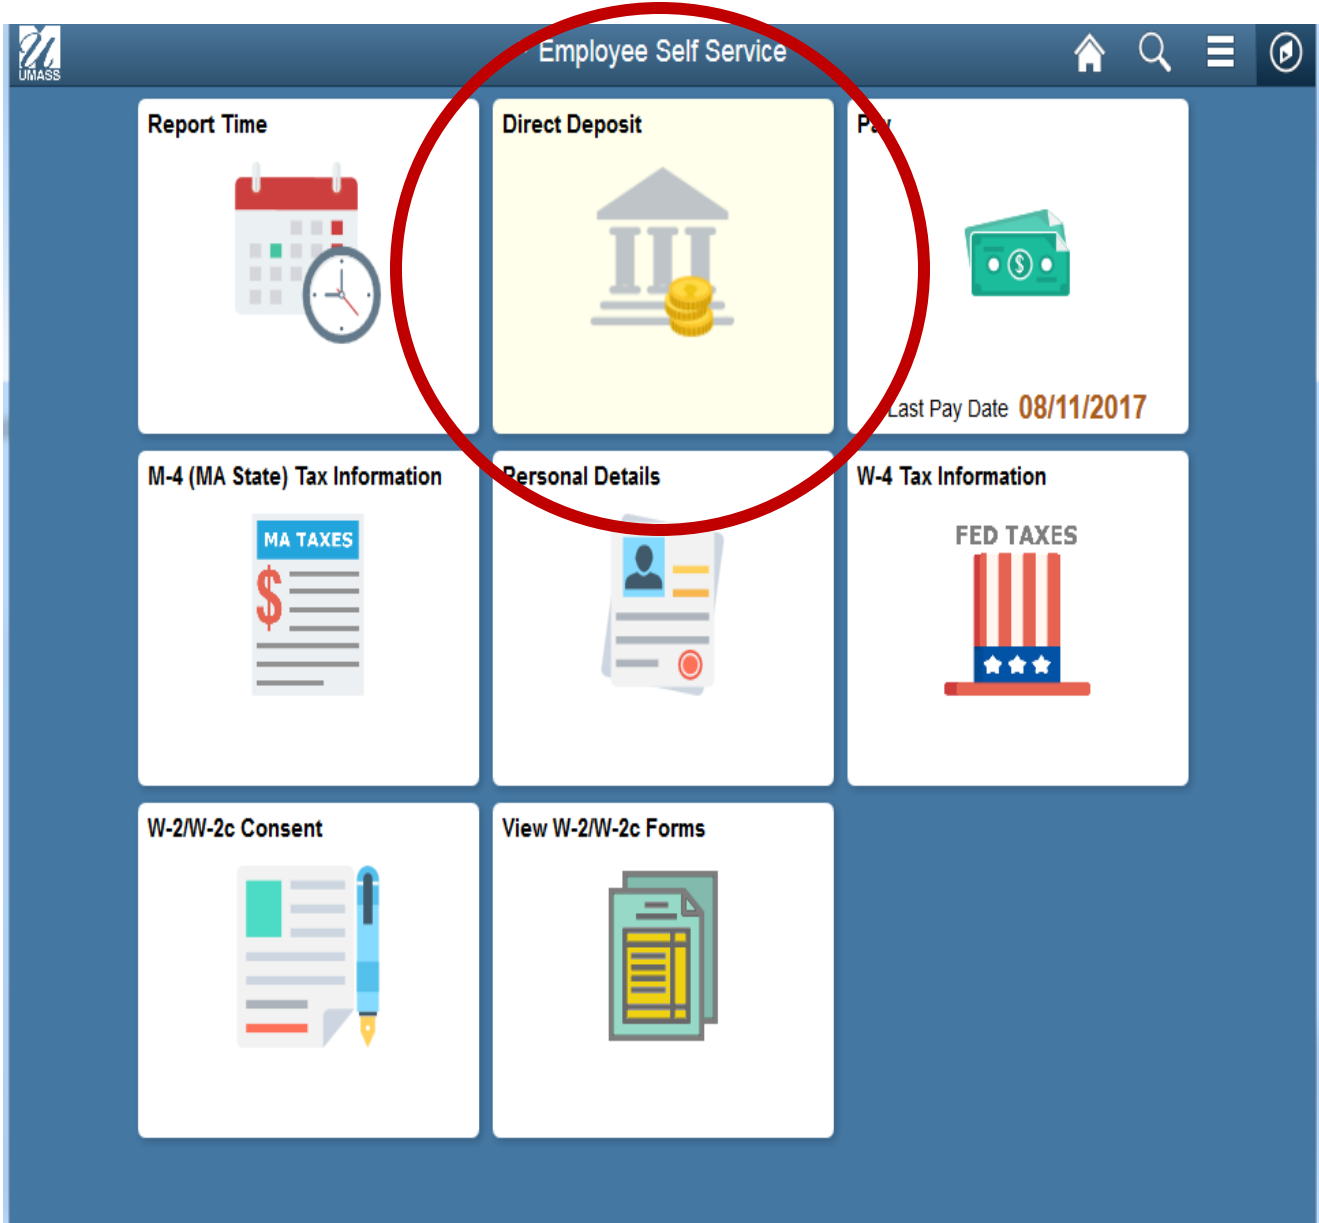 UMASS
Employee Self Service
Report Time
Direct Deposit
Pay
$
Last Pay Date 08/11/2017
M-4 (MA State) Tax Information
Personal Details
W-4 Tax Information
MA TAXES
$
FED TAXES
W-2/W-2c Consent
View W-2/W-2c Forms